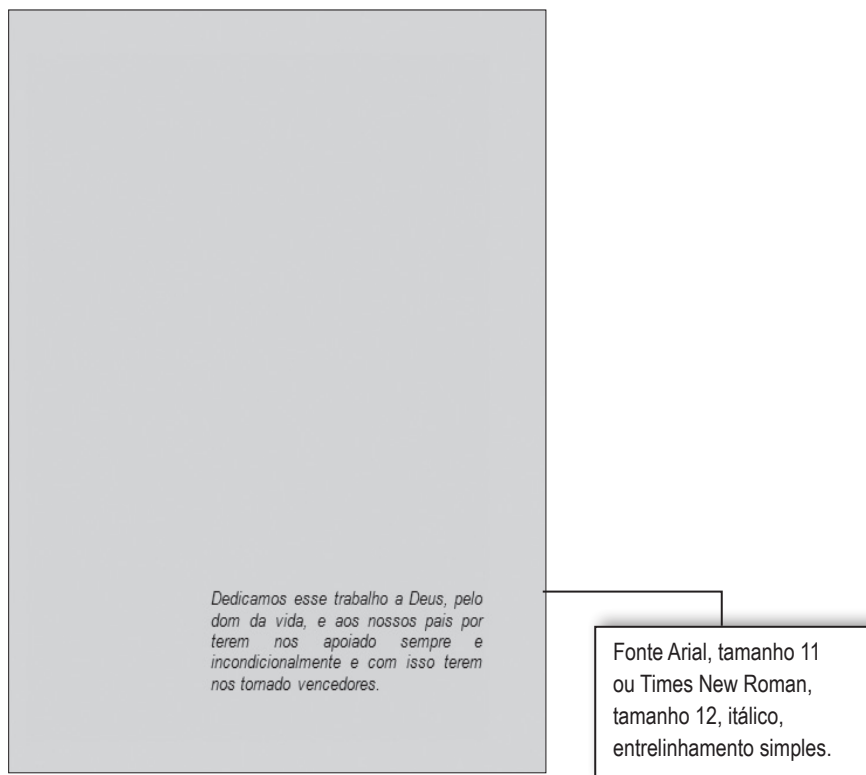 Dedicamos esse trabalho a Deus, pelo
dom da vida, e aos nossos pais por
terem nos apoiado sempre e
incondicionalmente e com isso terem
nos tornado vencedores.
Fonte Arial, tamanho 11
ou Times New Roman,
tamanho 12, itálico,
entrelinhamento simples.